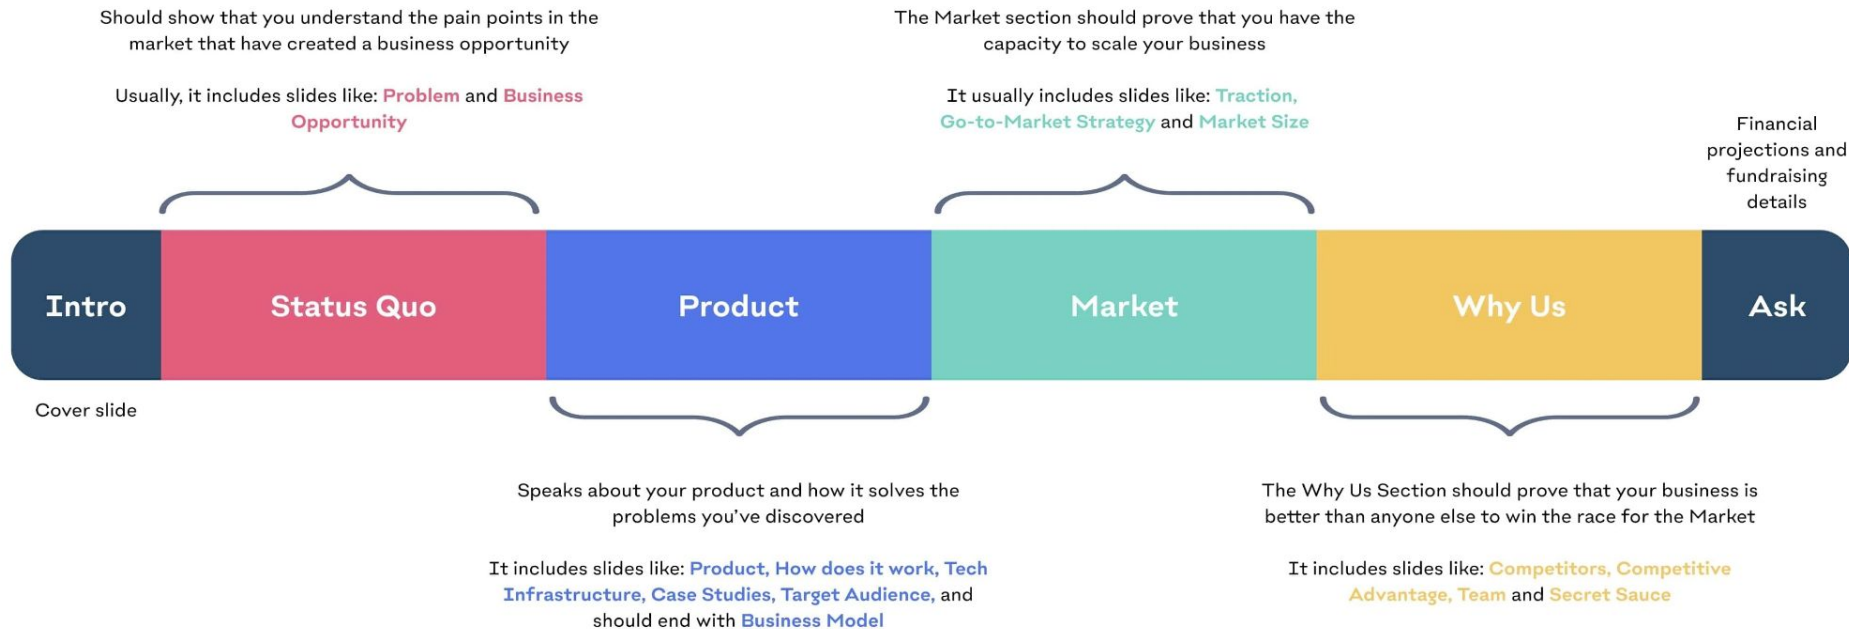 Should show that you understand the pain points in the
market that have created a business opportunity
Usually, it includes slides like: Problem and Business
Opportunity
The Market section should prove that you have the
capacity to scale your business
It usually includes slides like: Traction,
Go-to-Market Strategy and Market Size
Financial
projections and
fundraising
details
Intro
Status Quo
Product
Market
Why Us
Ask
Cover slide
Speaks about your product and how it solves the
problems you’ve discovered
It includes slides like: Product, How does it work, Tech
Infrastructure, Case Studies, Target Audience, and
should end with Business Model
The Why Us Section should prove that your business is
better than anyone else to win the race for the Market
It includes slides like: Competitors, Competitive
Advantage, Team and Secret Sauce